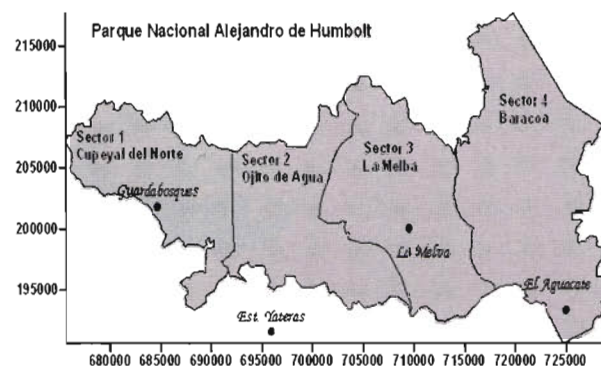 Parque Nacional Alejandro de Humbolt
215000
210000
205000
200000
195000
Sector 1
Cupeyal del Norte
Guardabosques
Sector 2
Ojito de Agua
Sector 3
La Melba
La Melva
Sector 4
Baracoa
El Aguacate
Est. Yateras
680000 685000 690000 695000 700000 705000 710000 715000 720000 725000